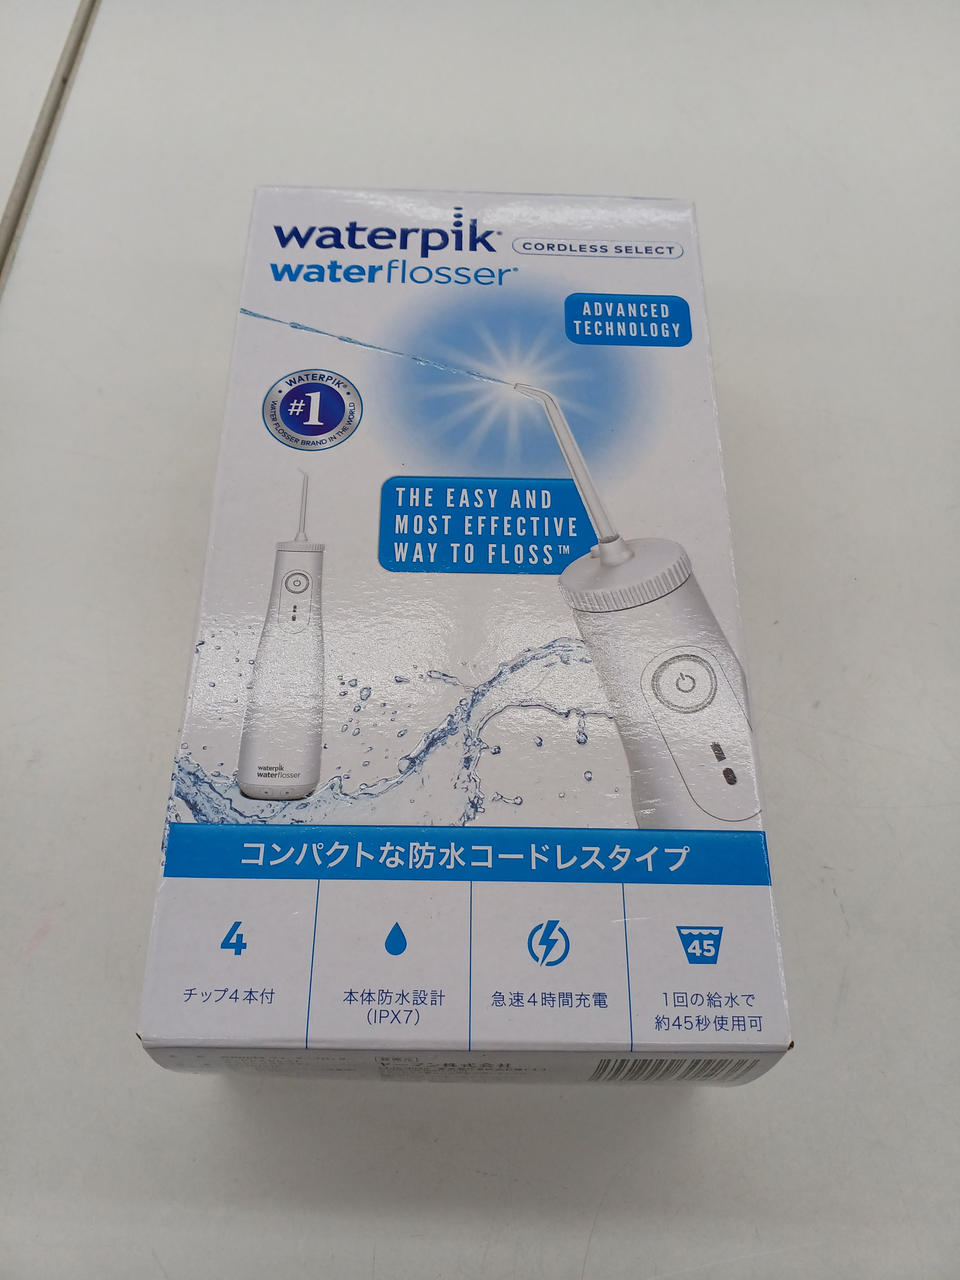 waterpik®
CORDLESS SELECT
waterflosser®
ADVANCED
TECHNOLOGY
WATERPIK®
#1
WATER FLOSSER BRAND IN THE WORLD
THE EASY AND
MOST EFFECTIVE
WAY TO FLOSS™
waterpik
waterflosser
コンパクトな防水コードレスタイプ
4
チップ4本付
本体防水設計
(IPX7)
急速4時間充電
45
1回の給水で
約45秒使用可